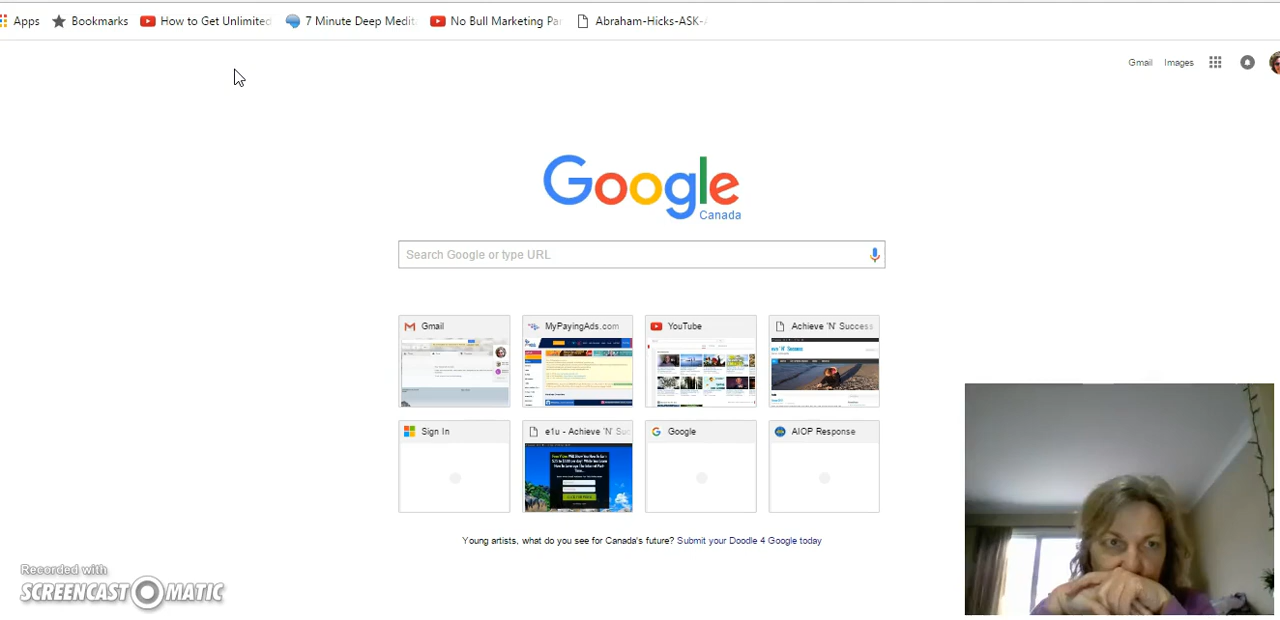 Apps Bookmarks How to Get Unlimited 7 Minute Deep Medit No Bull Marketing Pa Abraham-Hicks-ASK-
Gmail Images
Google
Canada
Search Google or type URL
Gmail MyPayingAds.com YouTube Achieve 'N' Success
Sign In e1u - Achieve 'N' Suc Google AIOP Response
Young artists, what do you see for Canada's future? Submit your Doodle 4 Google today
Recorded with
SCREENCAST MATIC